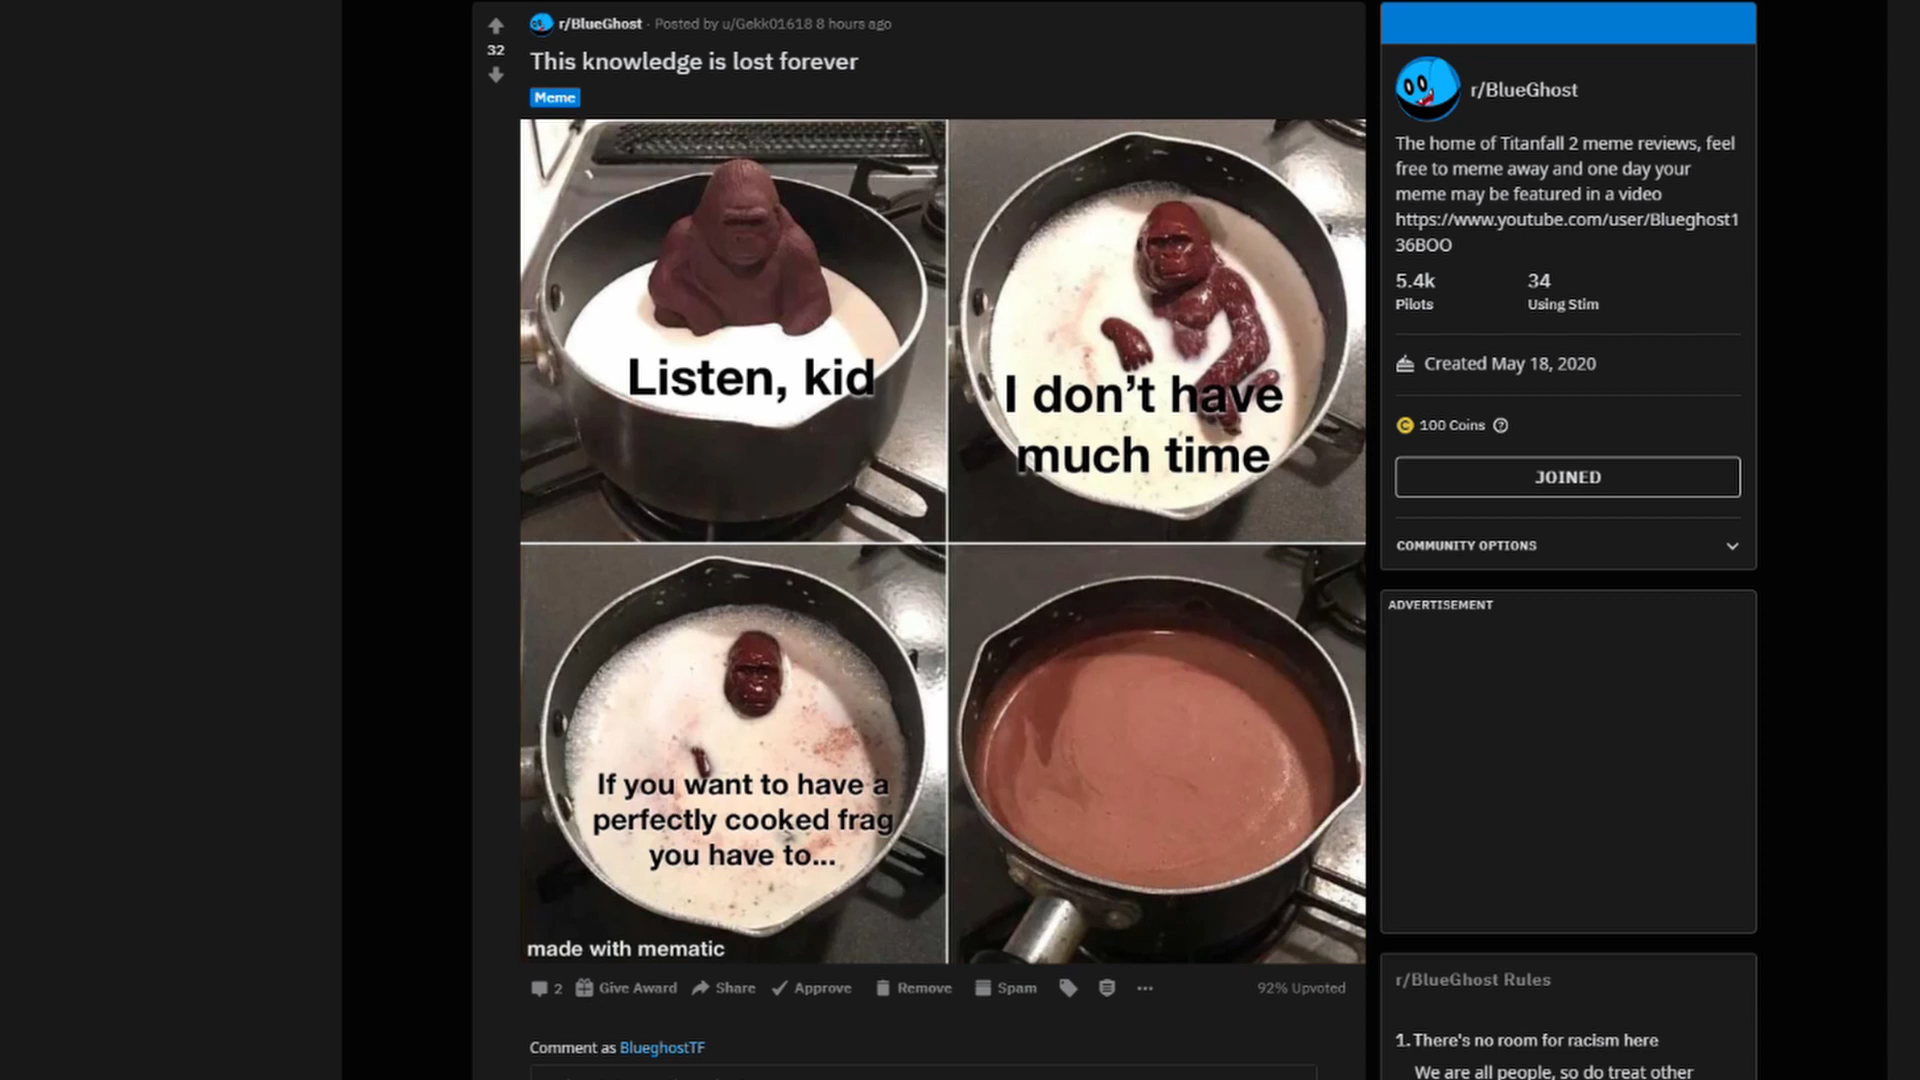 r/BlueGhost · Posted by u/Gekk01618 8 hours ago
32
This knowledge is lost forever
Meme
Listen, kid
I don't have
much time
If you want to have a
perfectly cooked frag
you have to...
made with mematic
2 Give Award Share Approve Remove Spam ··· 92% Upvoted
Comment as BlueghostTF
r/BlueGhost
The home of Titanfall 2 meme reviews, feel
free to meme away and one day your
meme may be featured in a video
https://www.youtube.com/user/Blueghost1
36BOO
5.4k 34
Pilots Using Stim
Created May 18, 2020
C 100 Coins ?
JOINED
COMMUNITY OPTIONS
ADVERTISEMENT
r/BlueGhost Rules
1. There's no room for racism here
We are all people, so do treat other